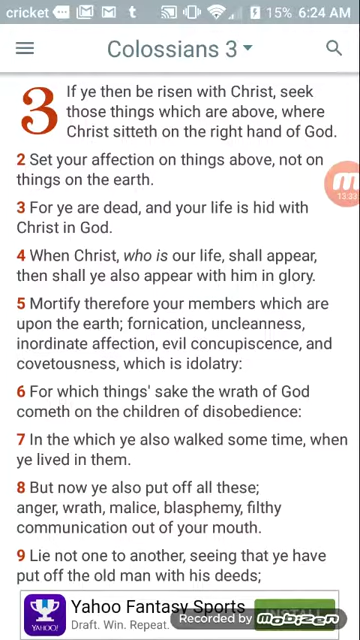 cricket 15% 6:24 AM
Colossians 3
3 If ye then be risen with Christ, seek
those things which are above, where
Christ sitteth on the right hand of God.
2 Set your affection on things above, not on
things on the earth.
13:33
3 For ye are dead, and your life is hid with
Christ in God.
4 When Christ, who is our life, shall appear,
then shall ye also appear with him in glory.
5 Mortify therefore your members which are
upon the earth; fornication, uncleanness,
inordinate affection, evil concupiscence, and
covetousness, which is idolatry:
6 For which things' sake the wrath of God
cometh on the children of disobedience:
7 In the which ye also walked some time, when
ye lived in them.
8 But now ye also put off all these;
anger, wrath, malice, blasphemy, filthy
communication out of your mouth.
9 Lie not one to another, seeing that ye have
put off the old man with his deeds;
YAHOO!
Yahoo Fantasy Sports
Draft. Win. Repeat.
INSTALL
Recorded by Mobizen